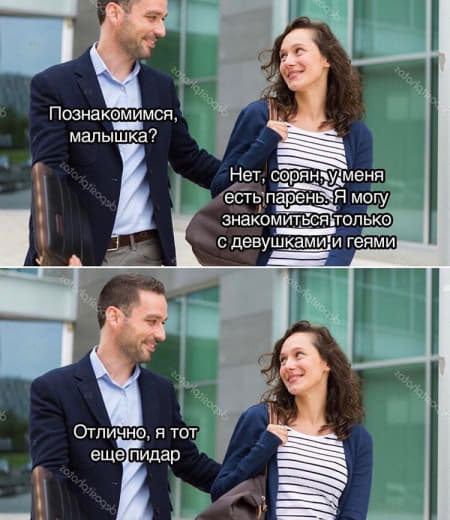 Познакомимся,
малышка?
Нет, сорян, у меня
есть парень. Я могу
знакомиться только
с девушками и геями
Отлично, я тот
еще пидар